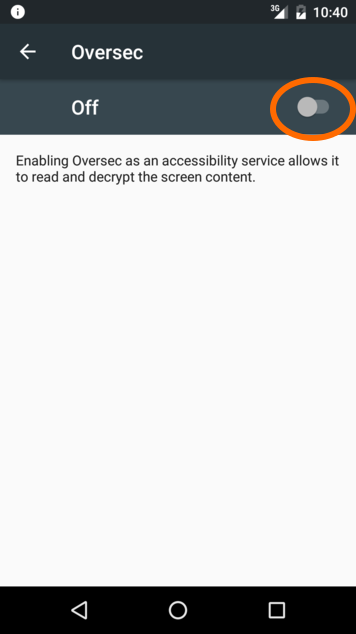 3G 10:40
Oversec
Off
Enabling Oversec as an accessibility service allows it
to read and decrypt the screen content.